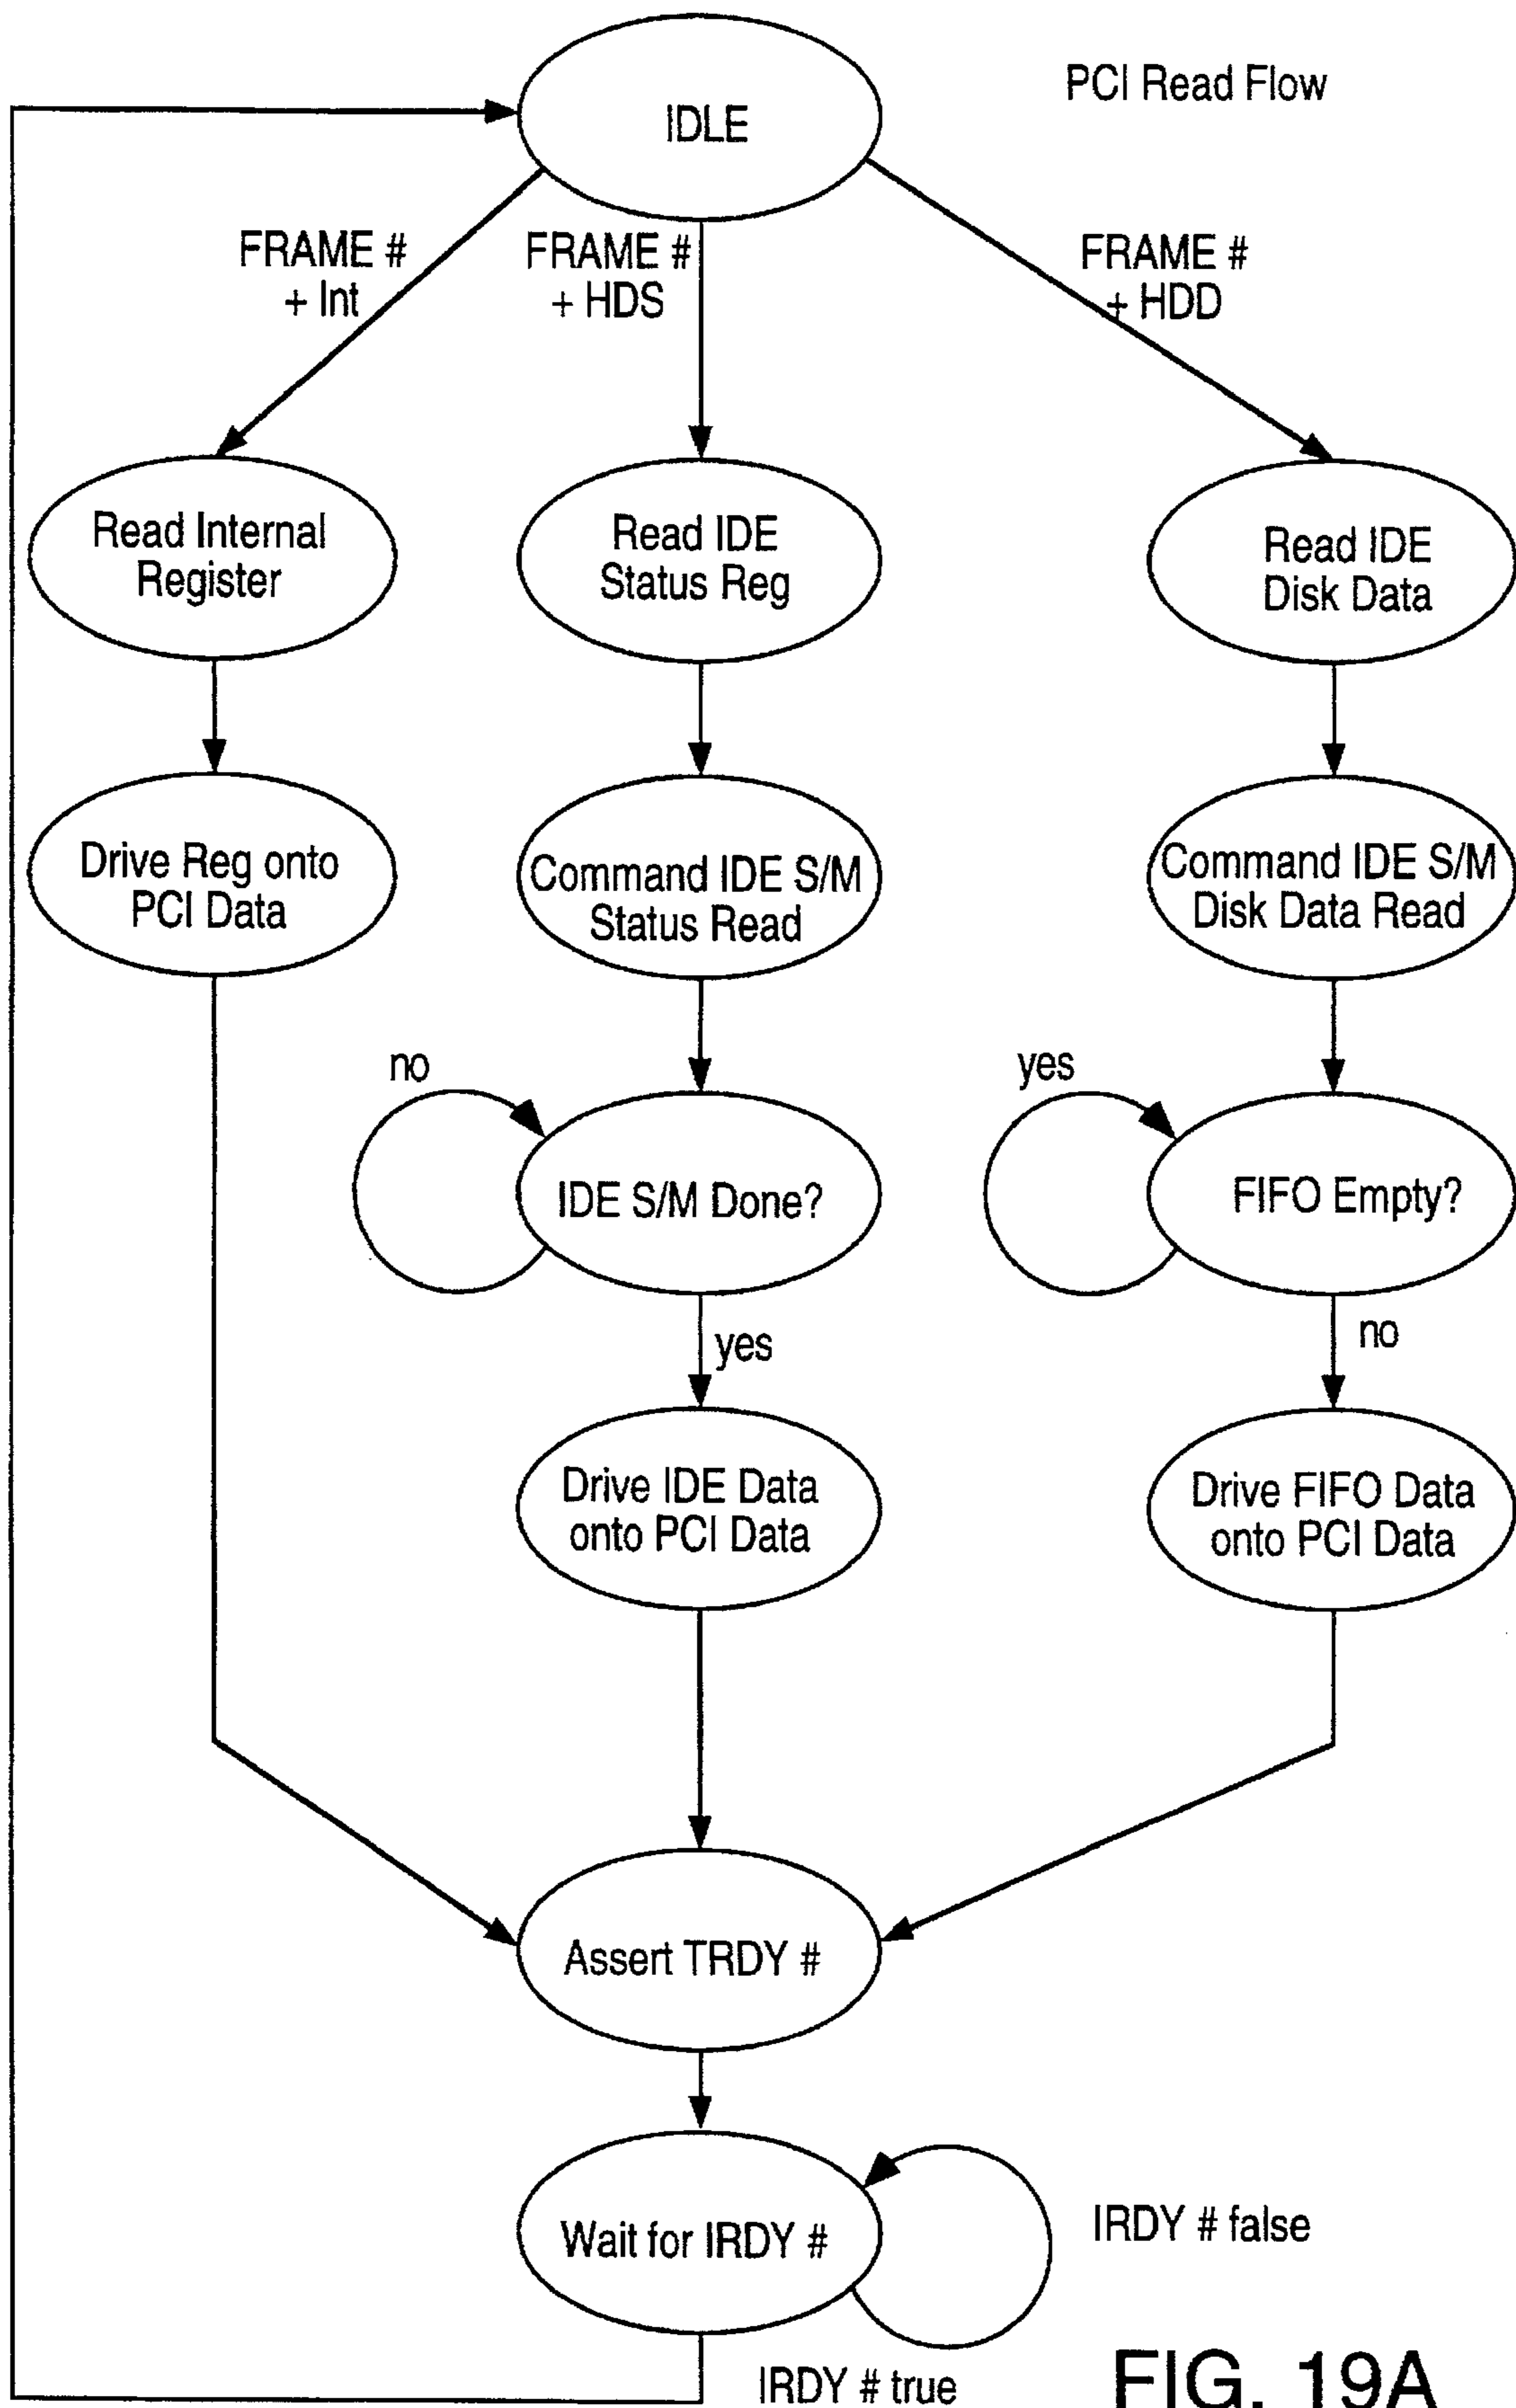 PCI Read Flow
IDLE
FRAME #
+ Int
FRAME #
+ HDS
FRAME #
+ HDD
Read Internal
Register
Read IDE
Status Reg
Read IDE
Disk Data
Drive Reg onto
PCI Data
Command IDE S/M
Status Read
Command IDE S/M
Disk Data Read
no
yes
IDE S/M Done?
FIFO Empty?
yes
no
Drive IDE Data
onto PCI Data
Drive FIFO Data
onto PCI Data
Assert TRDY #
Wait for IRDY #
IRDY # false
IRDY # true
FIG. 19A